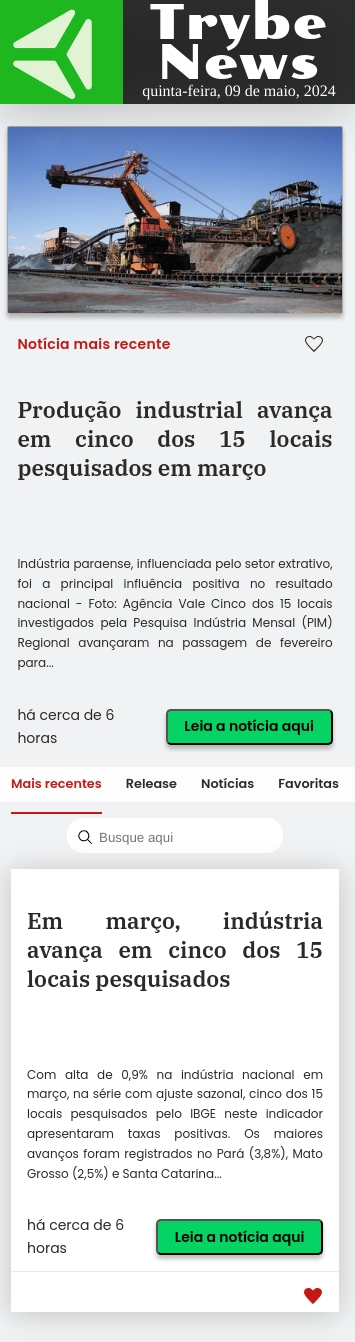 Trybe
News
quinta-feira, 09 de maio, 2024
Notícia mais recente
Produção industrial avança
em cinco dos 15 locais
pesquisados em março
Indústria paraense, influenciada pelo setor extrativo,
foi a principal influência positiva no resultado
nacional - Foto: Agência Vale Cinco dos 15 locais
investigados pela Pesquisa Indústria Mensal (PIM)
Regional avançaram na passagem de fevereiro
para...
há cerca de 6
horas
Leia a notícia aqui
Mais recentes Release Notícias Favoritas
Busque aqui
Em março, indústria
avança em cinco dos 15
locais pesquisados
Com alta de 0,9% na indústria nacional em
março, na série com ajuste sazonal, cinco dos 15
locais pesquisados pelo IBGE neste indicador
apresentaram taxas positivas. Os maiores
avanços foram registrados no Pará (3,8%), Mato
Grosso (2,5%) e Santa Catarina...
há cerca de 6
horas
Leia a notícia aqui